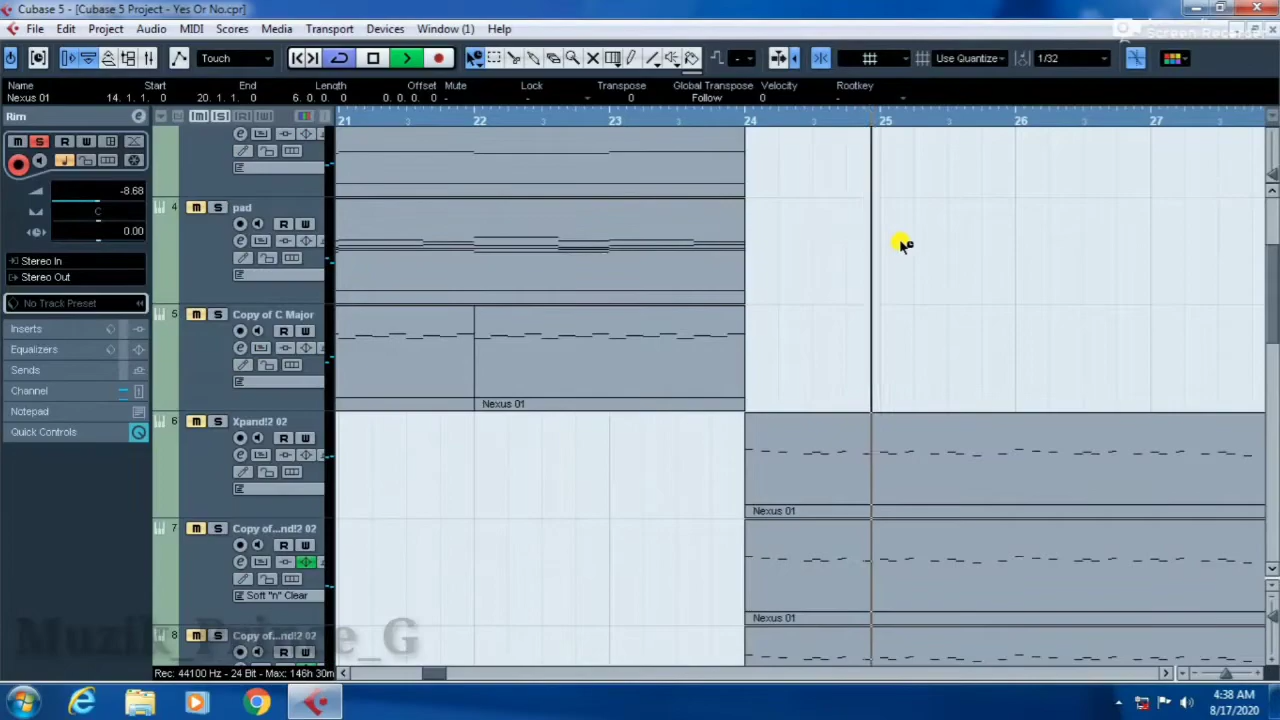 Cubase 5 - [Cubase 5 Project - Yes Or No.cpr]
File Edit Project Audio MIDI Scores Media Transport Devices Window (1) Help
Screen Recorder
Touch - Use Quantize 1/32
Name Start End Length Offset Mute Lock Transpose Global Transpose Velocity Rootkey
Nexus 01 14. 1. 1. 0 20. 1. 1. 0 6. 0. 0. 0 0. 0. 0. 0 - - 0 Follow 0 -
Rim
m S R W
-8.68
C
0.00
Stereo In
Stereo Out
No Track Preset
Inserts
Equalizers
Sends
Channel
Notepad
Quick Controls
21 22 23 24 25 26 27
4 m S pad
R W
5 m S Copy of C Major
R W
Nexus 01
6 m S Xpand!2 02
R W
Nexus 01
7 m S Copy of...nd!2 02
R W
Soft "n" Clear
Nexus 01
8 m S Copy of...nd!2 02
R W
Muzik_Prince_G
Rec: 44100 Hz - 24 Bit - Max: 146h 30m
4:38 AM
8/17/2020